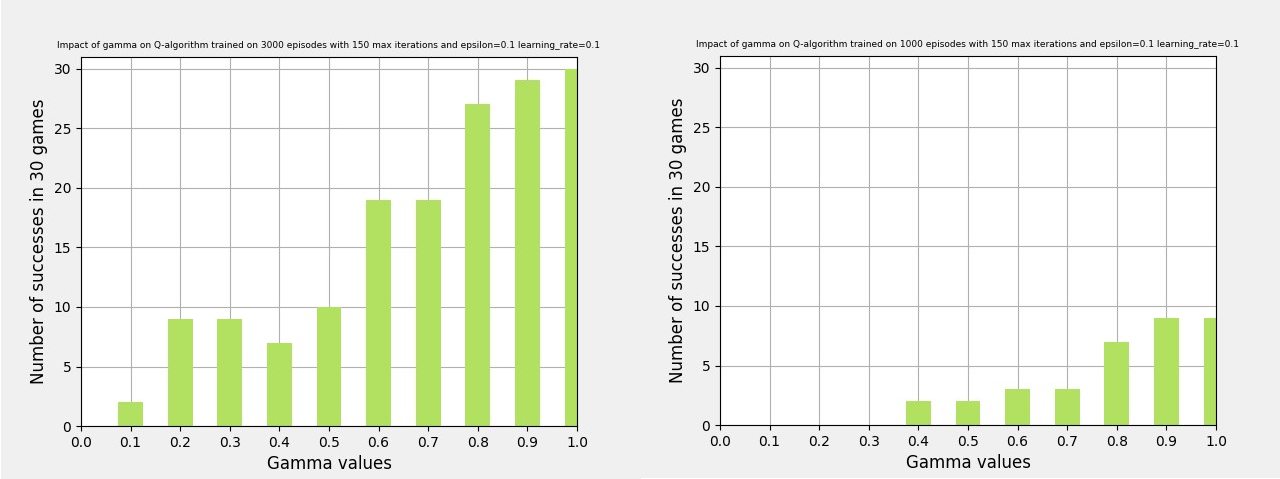 Impact of gamma on Q-algorithm trained on 3000 episodes with 150 max iterations and epsilon=0.1 learning_rate=0.1
Number of successes in 30 games
30
25
20
15
10
5
0
0.0 0.1 0.2 0.3 0.4 0.5 0.6 0.7 0.8 0.9 1.0
Gamma values
Impact of gamma on Q-algorithm trained on 1000 episodes with 150 max iterations and epsilon=0.1 learning_rate=0.1
Number of successes in 30 games
30
25
20
15
10
5
0
0.0 0.1 0.2 0.3 0.4 0.5 0.6 0.7 0.8 0.9 1.0
Gamma values